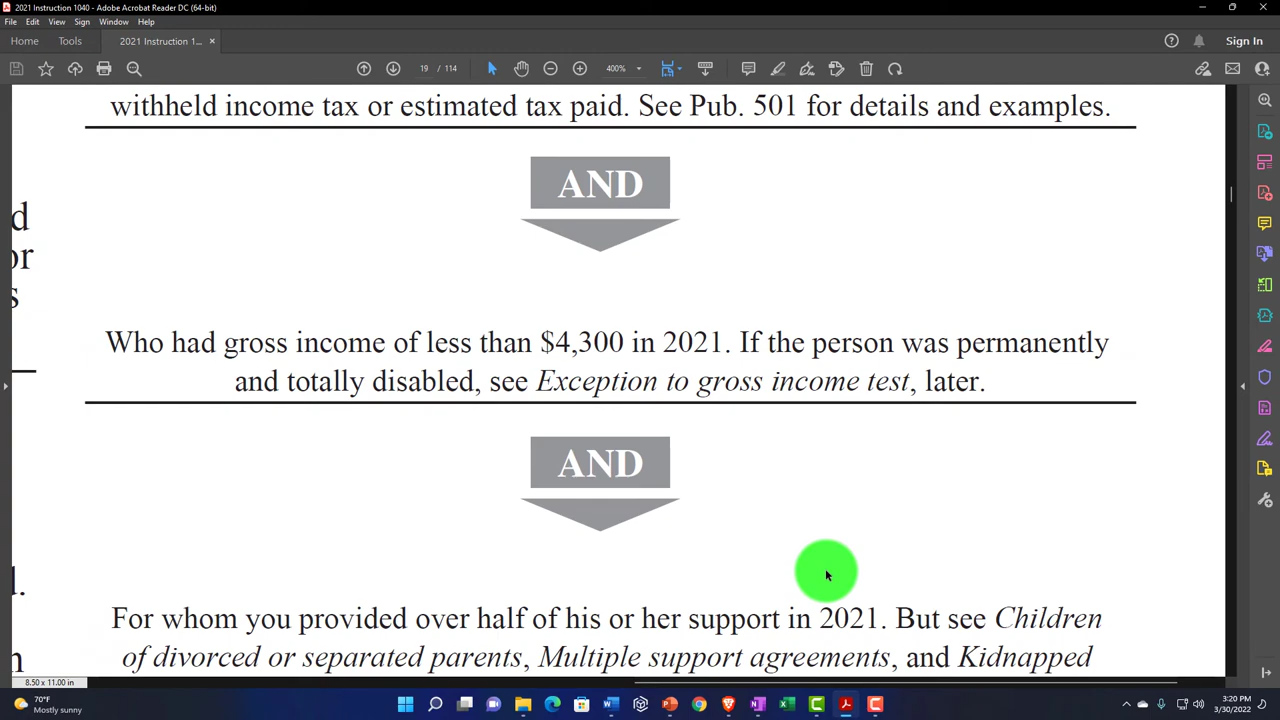 2021 Instruction 1040 - Adobe Acrobat Reader DC (64-bit)
File Edit View Sign Window Help
Home Tools 2021 Instruction 1... × Sign In
19 / 114 400%
withheld income tax or estimated tax paid. See Pub. 501 for details and examples.
AND
d
or
s
Who had gross income of less than $4,300 in 2021. If the person was permanently
and totally disabled, see Exception to gross income test, later.
AND
d.
For whom you provided over half of his or her support in 2021. But see Children
of divorced or separated parents, Multiple support agreements, and Kidnapped
n
8.50 x 11.00 in
70°F
Mostly sunny
3:20 PM
3/30/2022